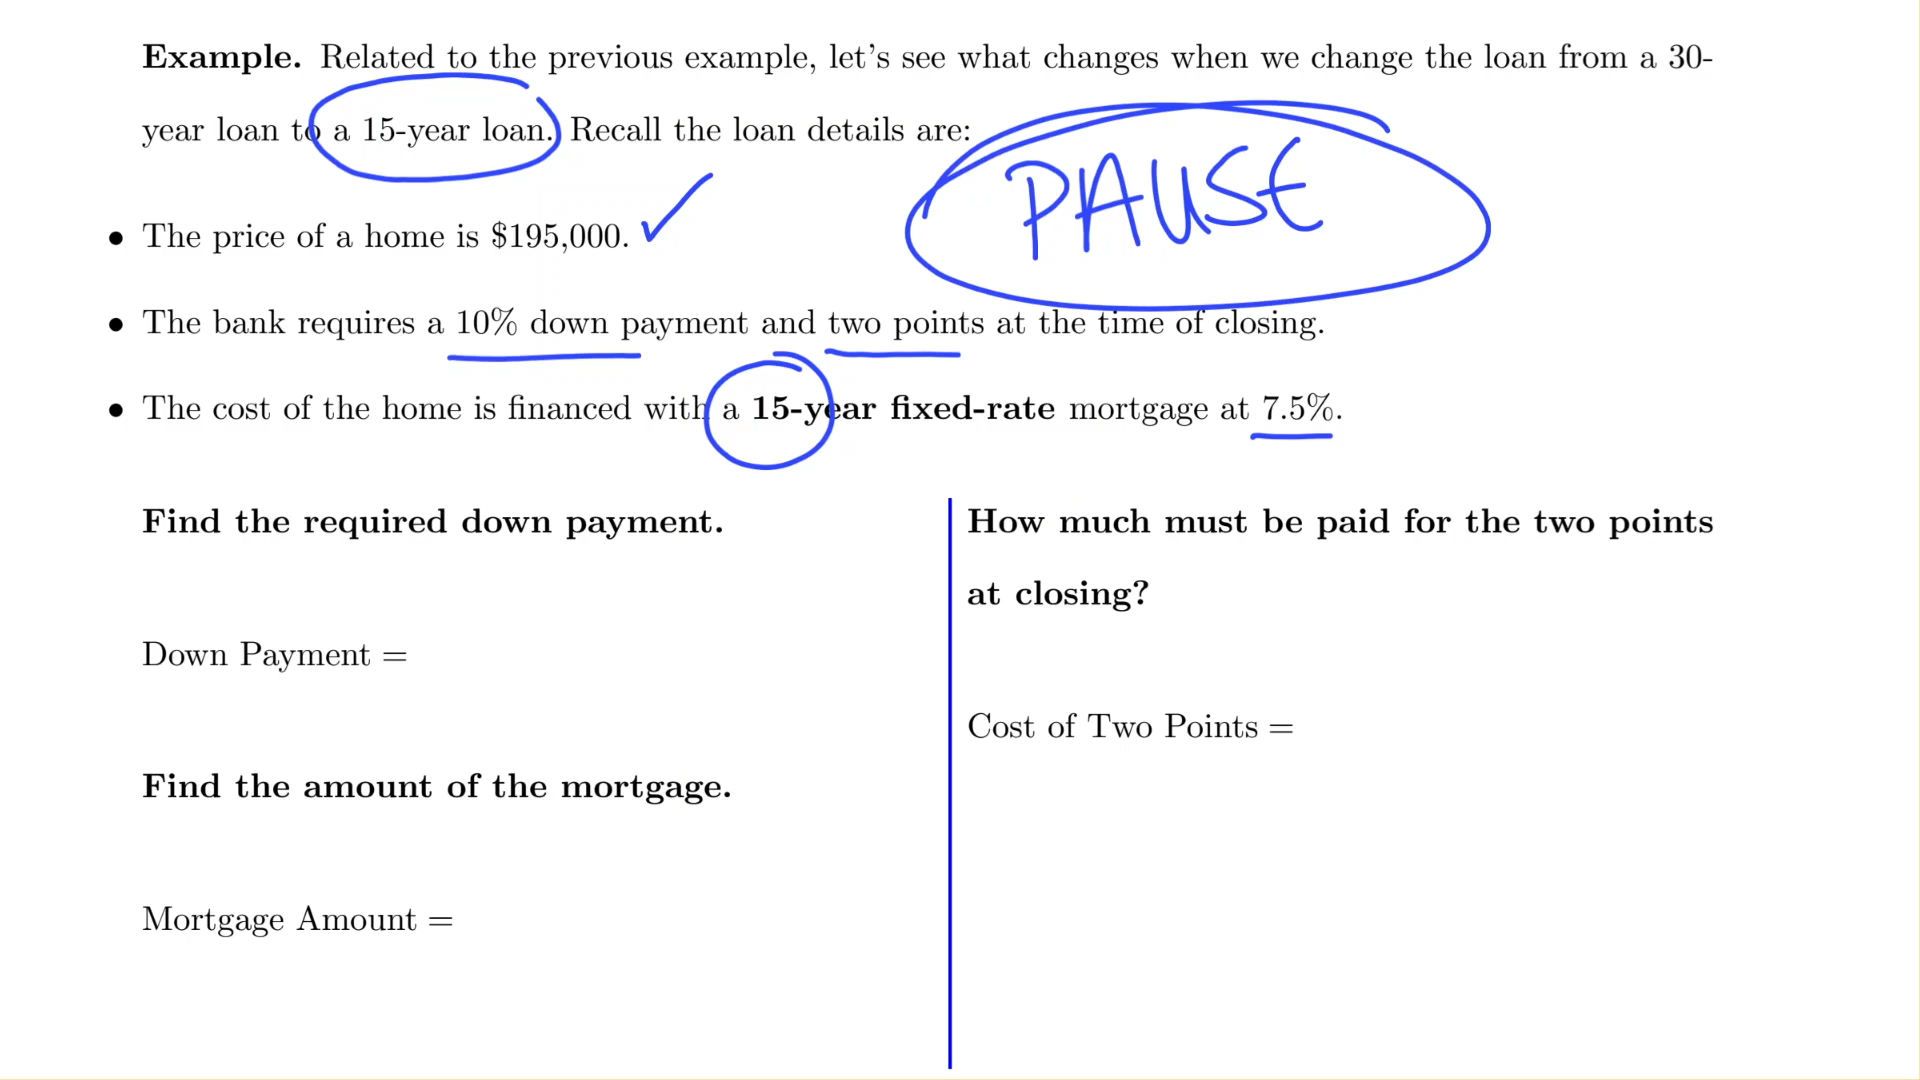 Example. Related to the previous example, let's see what changes when we change the loan from a 30-
year loan to a 15-year loan. Recall the loan details are:
PAUSE
• The price of a home is $195,000. ✓
• The bank requires a 10% down payment and two points at the time of closing.
• The cost of the home is financed with a 15-year fixed-rate mortgage at 7.5%.
Find the required down payment.
Down Payment =
Find the amount of the mortgage.
Mortgage Amount =
How much must be paid for the two points
at closing?
Cost of Two Points =